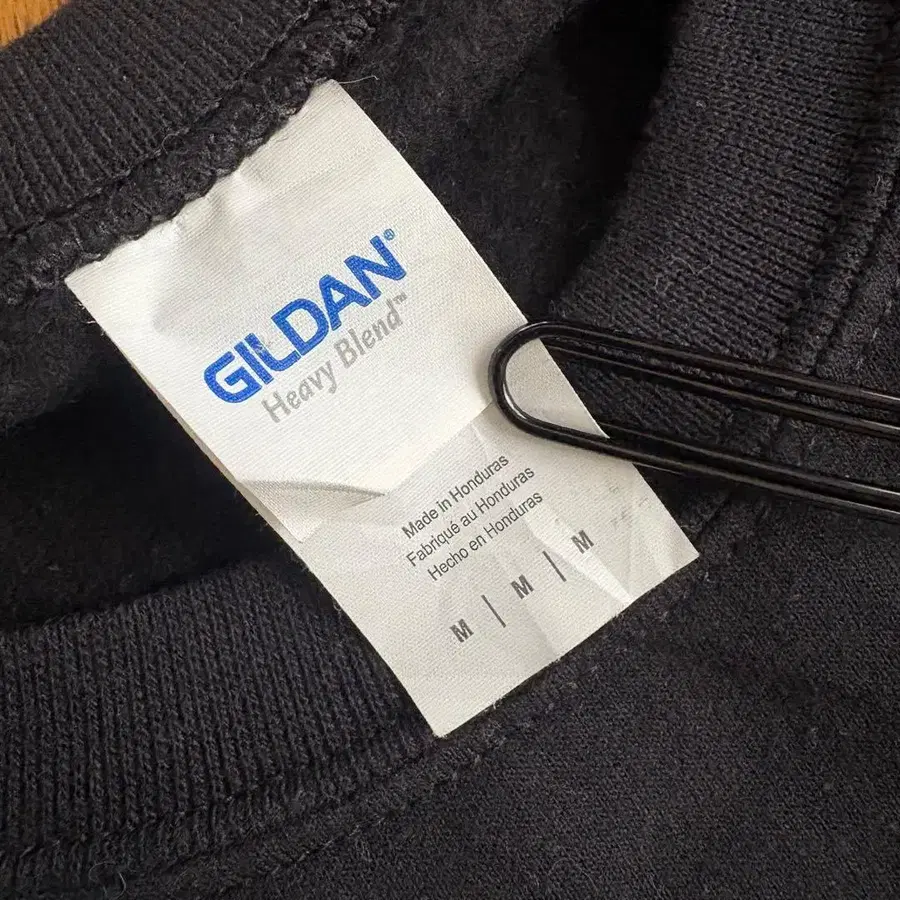 GILDAN®
Heavy Blend™
Made in Honduras
Fabriqué au Honduras
Hecho en Honduras
M | M | M